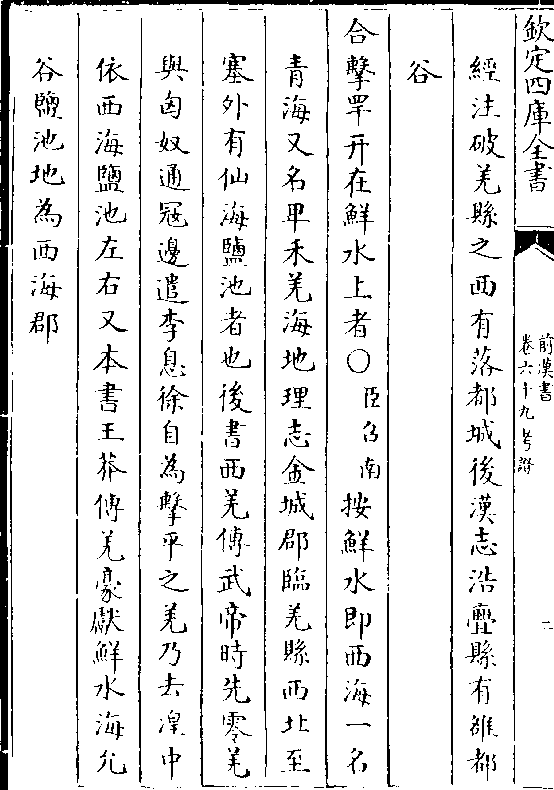 欽定四庫全書
前漢書
卷六十九考證
二
經注破羌縣之西有落都城後漢志浩亹縣有雒都
谷
合擊䍐幵在鮮水上者○臣召南按鮮水即西海一名
青海又名卑禾羌海地理志金城郡臨羌縣西北至
塞外有仙海鹽池者也後書西羌傳武帝時先零羌
與匈奴通冦邊遣李息徐自為擊平之羌乃去湟中
依西海鹽池左右又本書王莽傳羌豪獻鮮水海允
谷鹽池地為西海郡